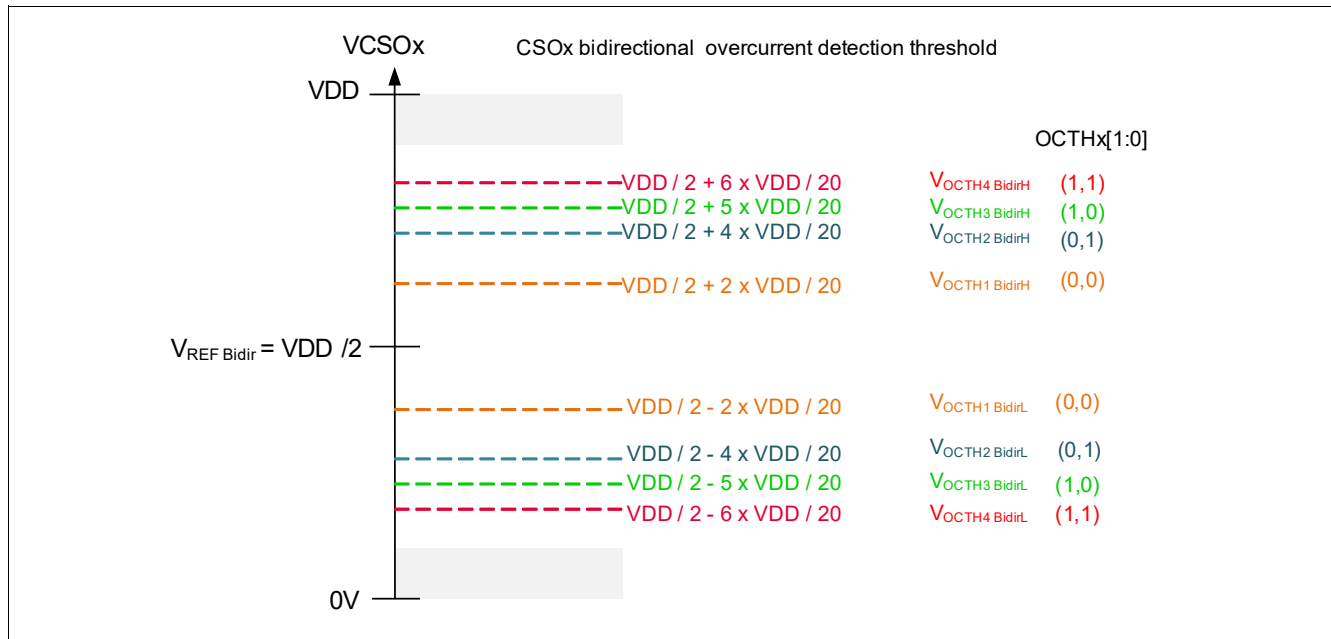 VCSOx CSOx bidirectional overcurrent detection threshold
VDD
OCTHx[1:0]
VDD / 2 + 6 x VDD / 20 VOCTH4 BidirH (1,1)
VDD / 2 + 5 x VDD / 20 VOCTH3 BidirH (1,0)
VDD / 2 + 4 x VDD / 20 VOCTH2 BidirH (0,1)
VDD / 2 + 2 x VDD / 20 VOCTH1 BidirH (0,0)
VREF Bidir = VDD /2
VDD / 2 - 2 x VDD / 20 VOCTH1 BidirL (0,0)
VDD / 2 - 4 x VDD / 20 VOCTH2 BidirL (0,1)
VDD / 2 - 5 x VDD / 20 VOCTH3 BidirL (1,0)
VDD / 2 - 6 x VDD / 20 VOCTH4 BidirL (1,1)
0V